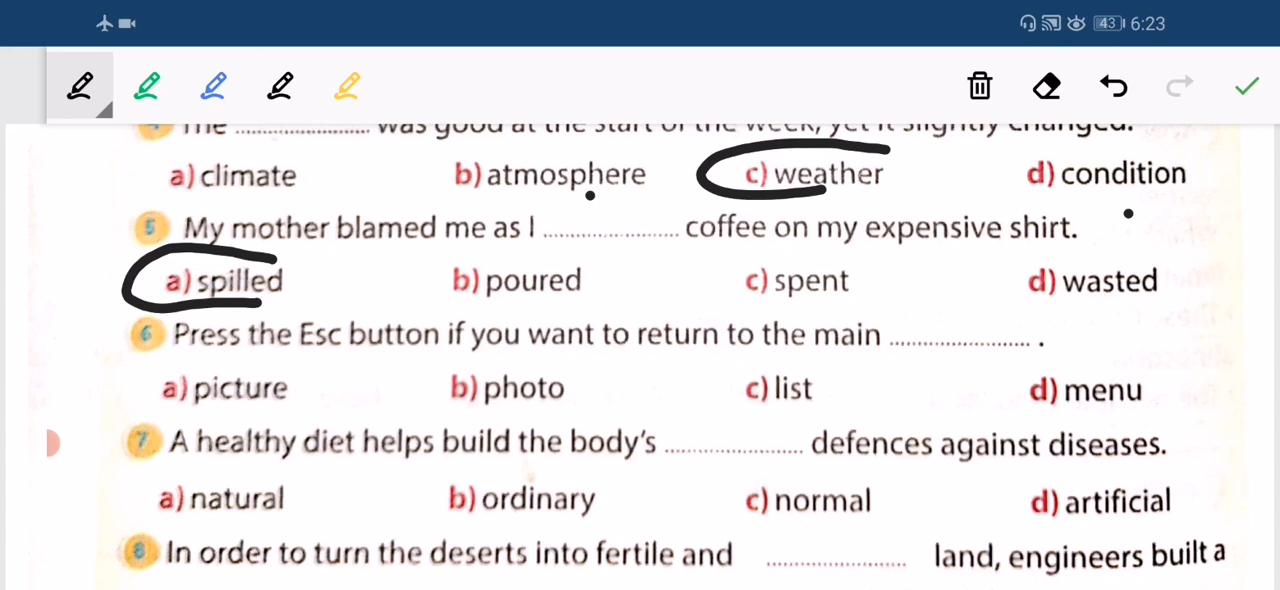 43 6:23
The .................... was good at the start of the week, yet it slightly changed.
a) climate b) atmosphere c) weather d) condition
5 My mother blamed me as I .................... coffee on my expensive shirt.
a) spilled b) poured c) spent d) wasted
6 Press the Esc button if you want to return to the main .................... .
a) picture b) photo c) list d) menu
7 A healthy diet helps build the body's .................... defences against diseases.
a) natural b) ordinary c) normal d) artificial
8 In order to turn the deserts into fertile and .................... land, engineers built a